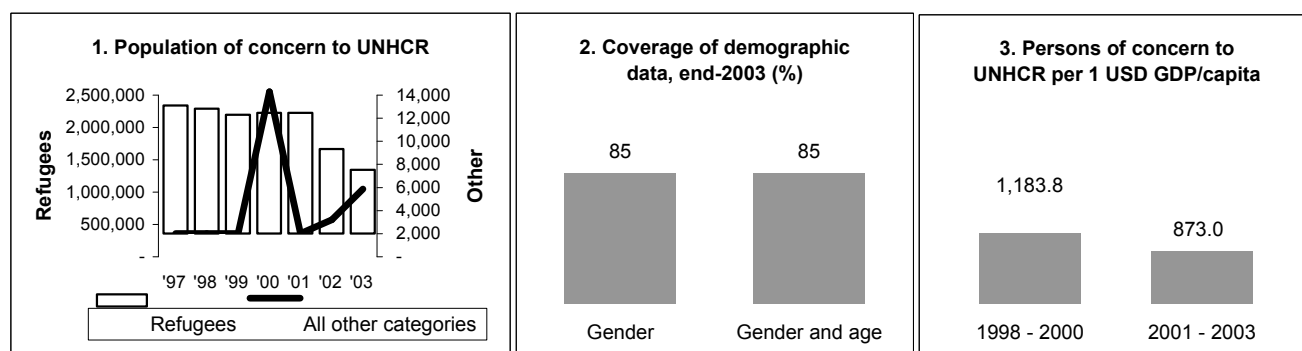 1. Population of concern to UNHCR
2,500,000
2,000,000
1,500,000
1,000,000
500,000
-
Refugees
14,000
12,000
10,000
8,000
6,000
4,000
2,000
-
Other
'97 '98 '99 '00 '01 '02 '03
Refugees All other categories
2. Coverage of demographic
data, end-2003 (%)
85 85
Gender Gender and age
3. Persons of concern to
UNHCR per 1 USD GDP/capita
1,183.8
873.0
1998 - 2000 2001 - 2003